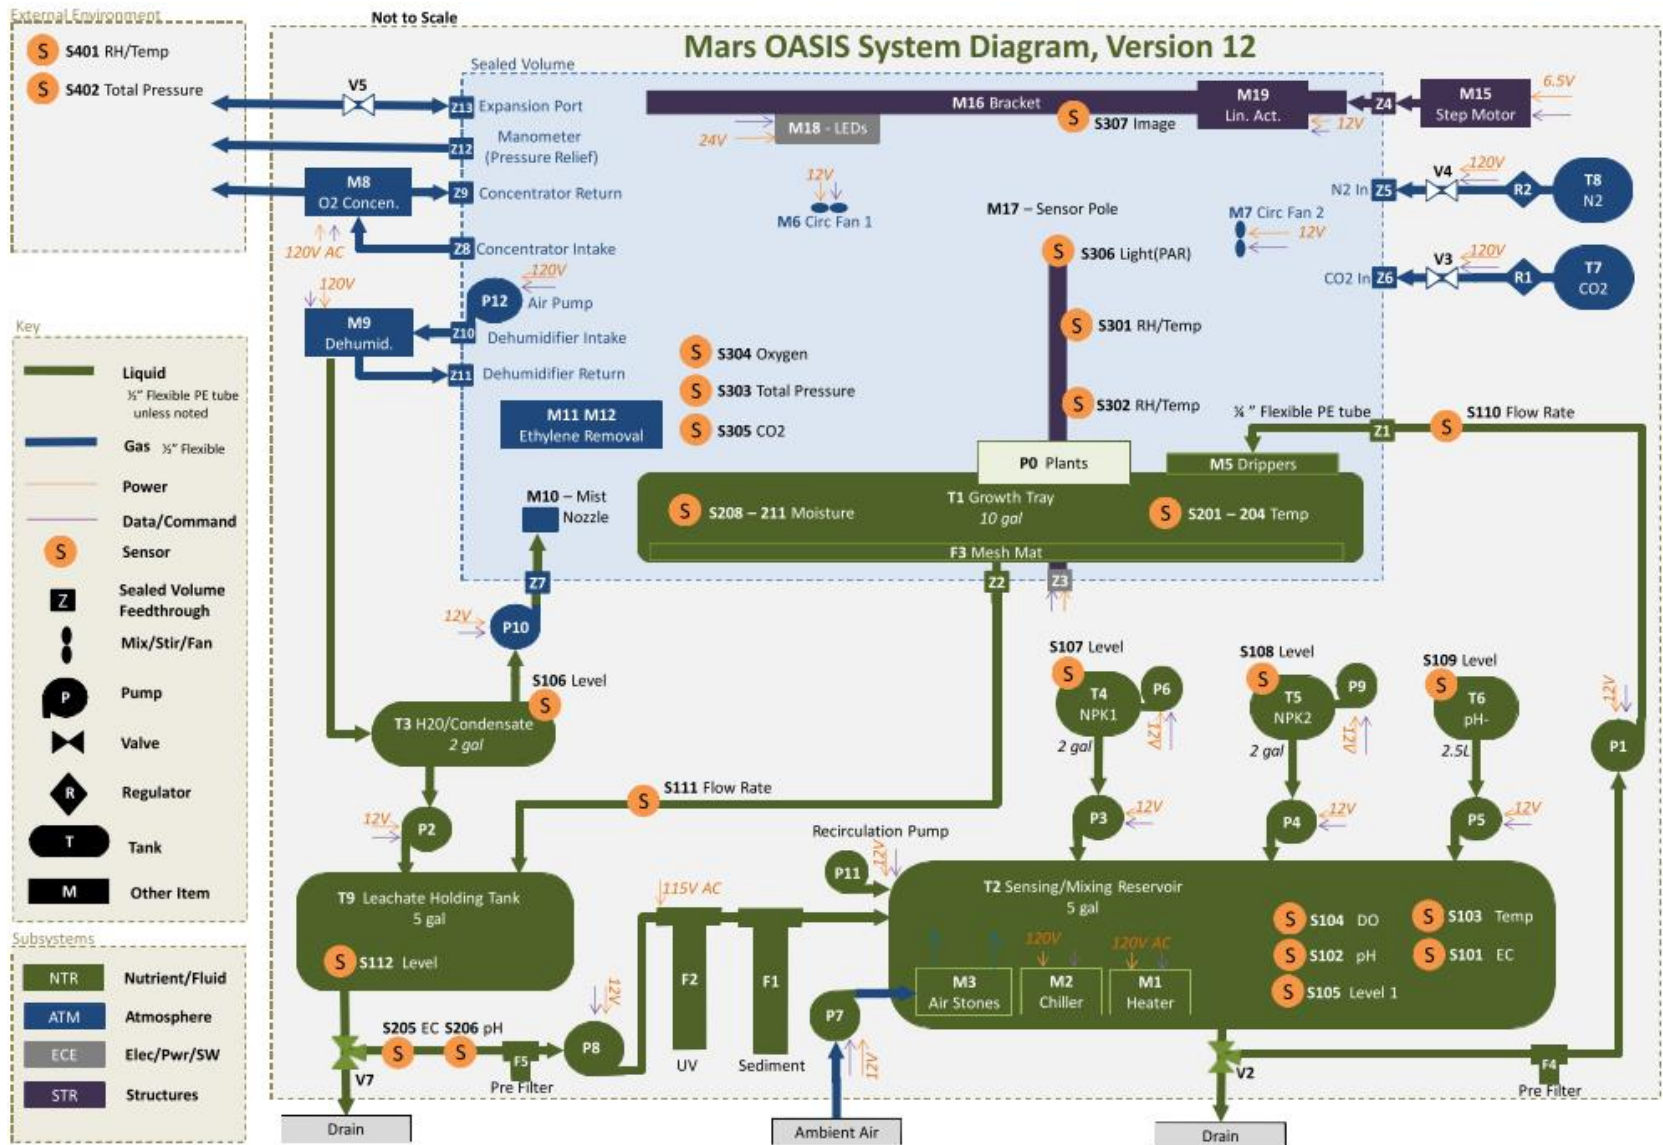 External Environment
S S401 RH/Temp
S S402 Total Pressure
Not to Scale
Mars OASIS System Diagram, Version 12
Sealed Volume
V5
Z13 Expansion Port
Z12 Manometer
(Pressure Relief)
M8
O2 Concen.
Z9 Concentrator Return
120V AC
Z8 Concentrator Intake
120V
P12 Air Pump
120V
M9
Dehumid.
Z10 Dehumidifier Intake
Z11 Dehumidifier Return
M11 M12
Ethylene Removal
M16 Bracket
M18 - LEDs
24V
S S307 Image
M19
Lin. Act.
12V
Z4
M15
Step Motor
6.5V
12V
M6 Circ Fan 1
M17 – Sensor Pole
M7 Circ Fan 2
12V
N2 In Z5
V4
120V
R2
T8
N2
CO2 In Z6
V3
120V
R1
T7
CO2
S S306 Light(PAR)
S S301 RH/Temp
S S302 RH/Temp
S S304 Oxygen
S S303 Total Pressure
S S305 CO2
¼ " Flexible PE tube
Z1
S110 Flow Rate
S
P0 Plants
M5 Drippers
M10 – Mist
Nozzle
T1 Growth Tray
10 gal
S S208 – 211 Moisture
S S201 – 204 Temp
F3 Mesh Mat
Z7
Z2
Z3
12V
P10
S106 Level
S
T3 H20/Condensate
2 gal
12V
P2
S S111 Flow Rate
S107 Level
S
T4
NPK1
P6
12V
2 gal
P3
12V
S108 Level
S
T5
NPK2
P9
12V
2 gal
P4
12V
S109 Level
S
T6
pH-
2.5L
P5
12V
12V
P1
Recirculation Pump
P11
12V
T9 Leachate Holding Tank
5 gal
S S112 Level
115V AC
F2
UV
F1
Sediment
T2 Sensing/Mixing Reservoir
5 gal
S S104 DO
S S103 Temp
S S102 pH
S S101 EC
S S105 Level 1
M3
Air Stones
120V
M2
Chiller
120V AC
M1
Heater
S205 EC S206 pH
S S
V7
F5
Pre Filter
12V
P8
P7
12V
V2
F4
Pre Filter
Drain
Ambient Air
Drain
Key
Liquid
½" Flexible PE tube
unless noted
Gas ½" Flexible
Power
Data/Command
S Sensor
Z Sealed Volume
Feedthrough
Mix/Stir/Fan
P Pump
Valve
R Regulator
T Tank
M Other Item
Subsystems
NTR Nutrient/Fluid
ATM Atmosphere
ECE Elec/Pwr/SW
STR Structures